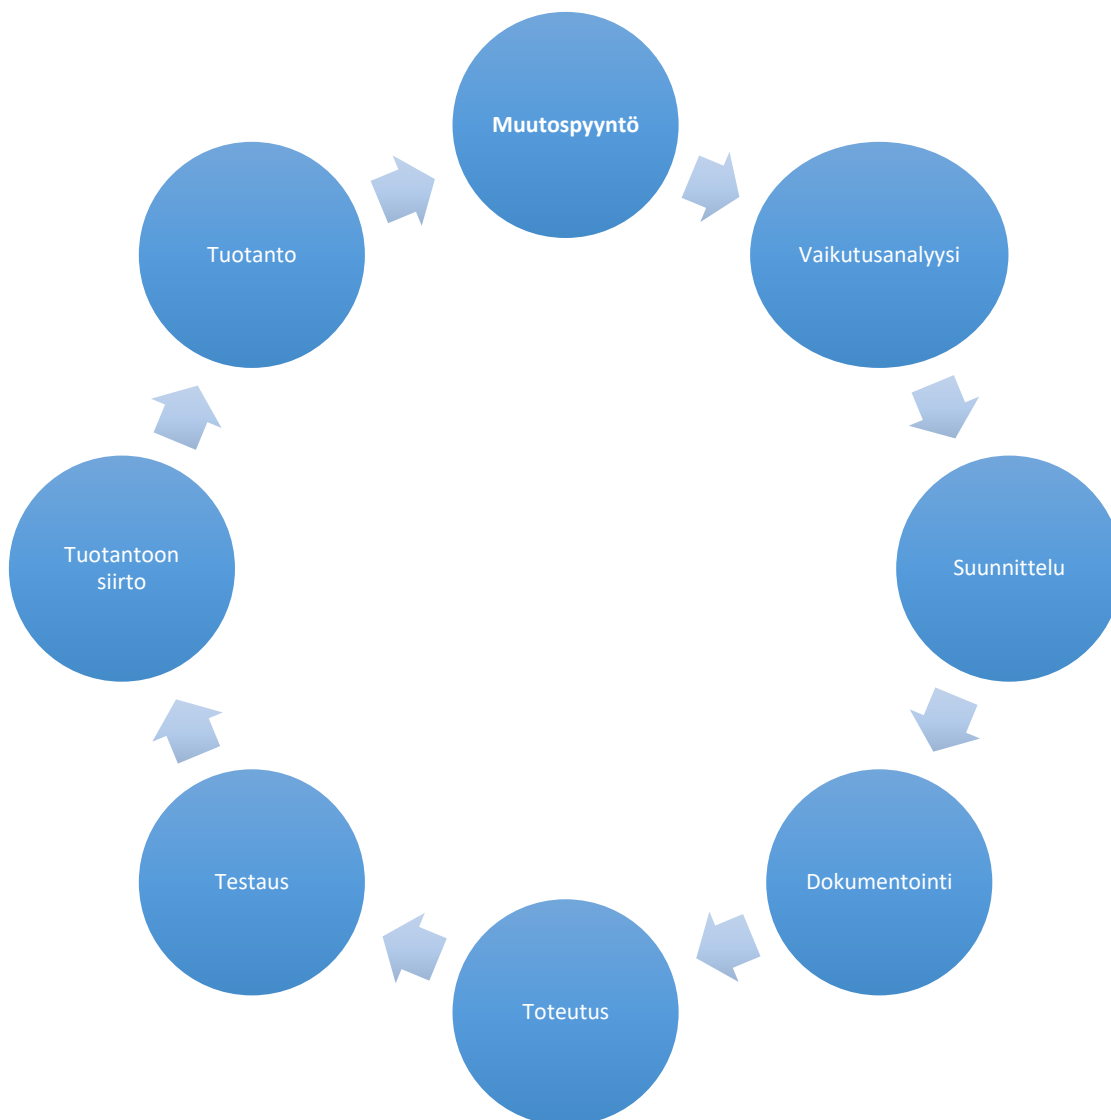 Muutospyyntö
Vaikutusanalyysi
Suunnittelu
Dokumentointi
Toteutus
Testaus
Tuotantoon
siirto
Tuotanto